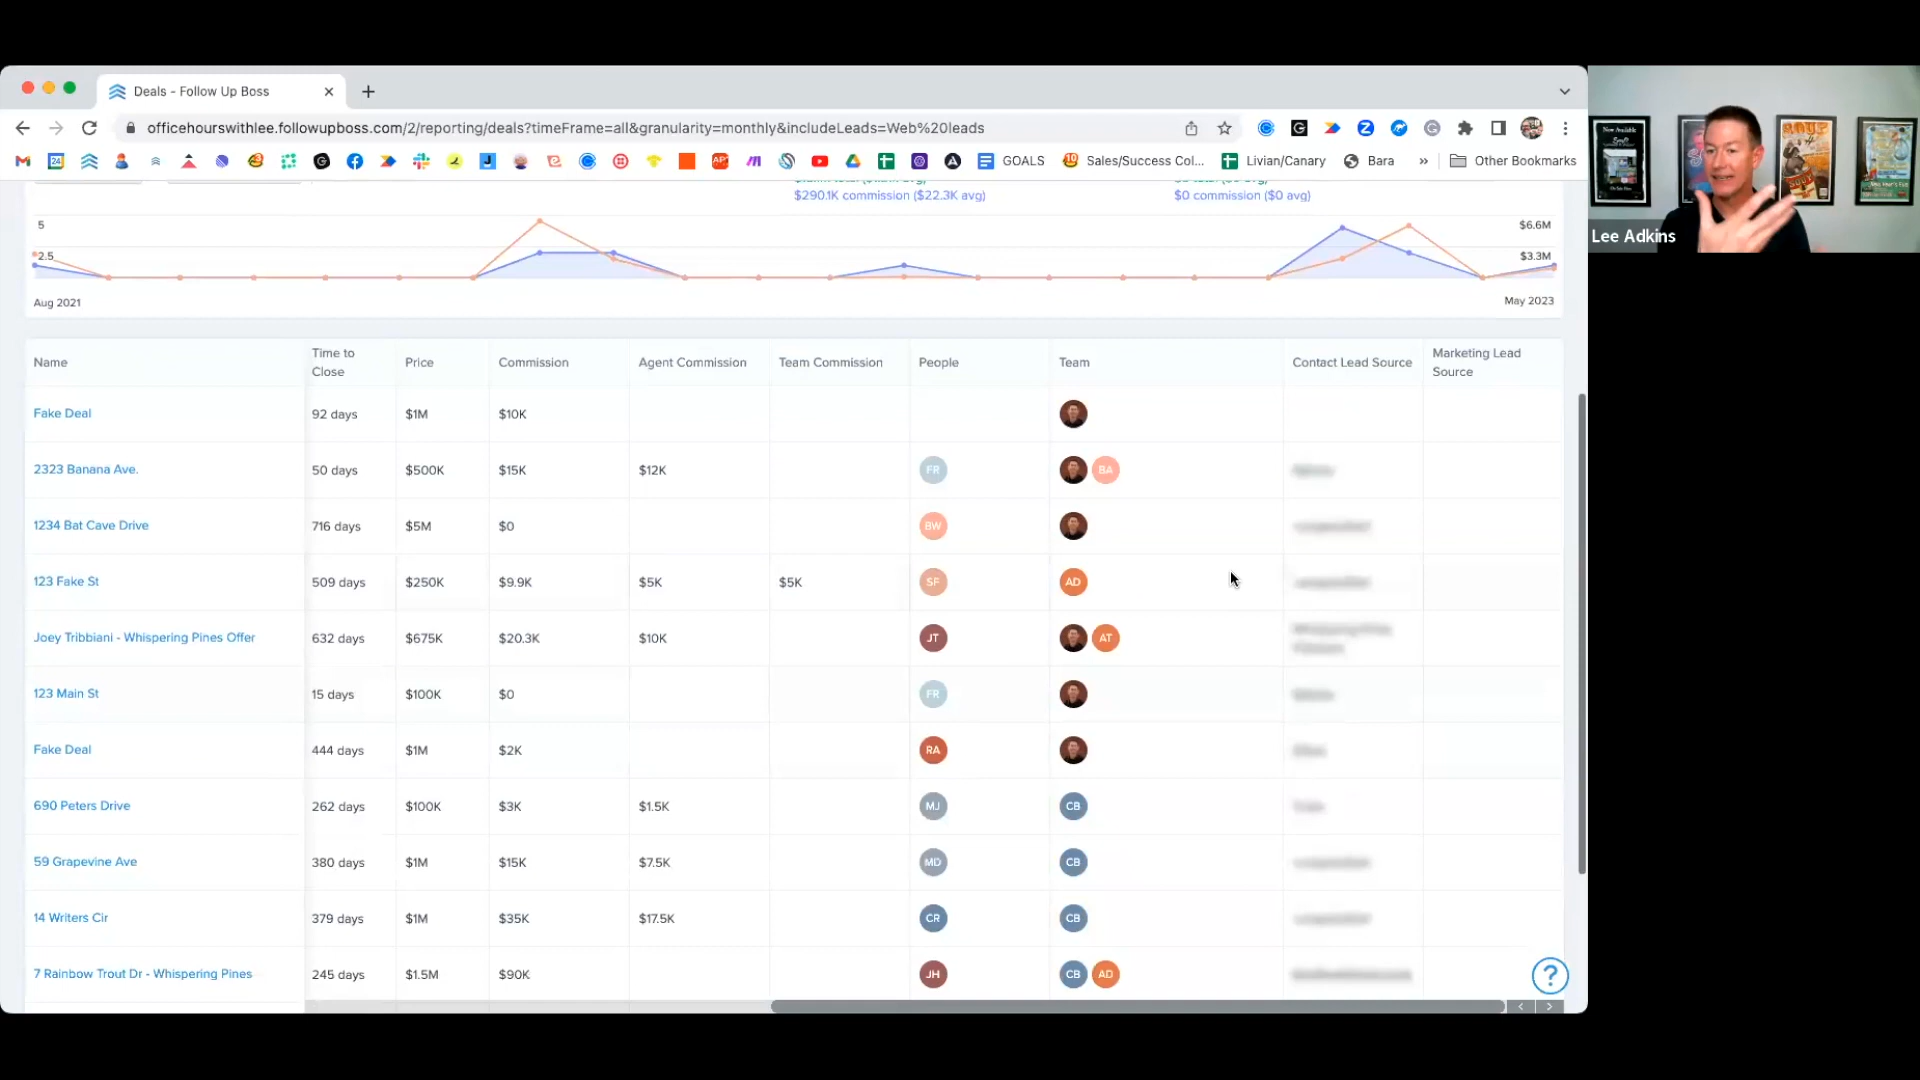 Deals - Follow Up Boss
officehourswithlee.followupboss.com/2/reporting/deals?timeFrame=all&granularity=monthly&includeLeads=Web%20leads
GOALS
Sales/Success Col...
Livian/Canary
Bara
»
Other Bookmarks
Lee Adkins
$290.1K commission ($22.3K avg)
$0 commission ($0 avg)
5
$6.6M
2.5
$3.3M
Aug 2021
May 2023
Name
Time to Close
Price
Commission
Agent Commission
Team Commission
People
Team
Contact Lead Source
Marketing Lead Source
Fake Deal 92 days $1M $10K
2323 Banana Ave. 50 days $500K $15K $12K FR BA
1234 Bat Cave Drive 716 days $5M $0 BW
123 Fake St 509 days $250K $9.9K $5K $5K SF AD
Joey Tribbiani - Whispering Pines Offer 632 days $675K $20.3K $10K JT AT
123 Main St 15 days $100K $0 FR
Fake Deal 444 days $1M $2K RA
690 Peters Drive 262 days $100K $3K $1.5K MJ CB
59 Grapevine Ave 380 days $1M $15K $7.5K MD CB
14 Writers Cir 379 days $1M $35K $17.5K CR CB
7 Rainbow Trout Dr - Whispering Pines 245 days $1.5M $90K JH CB AD
?